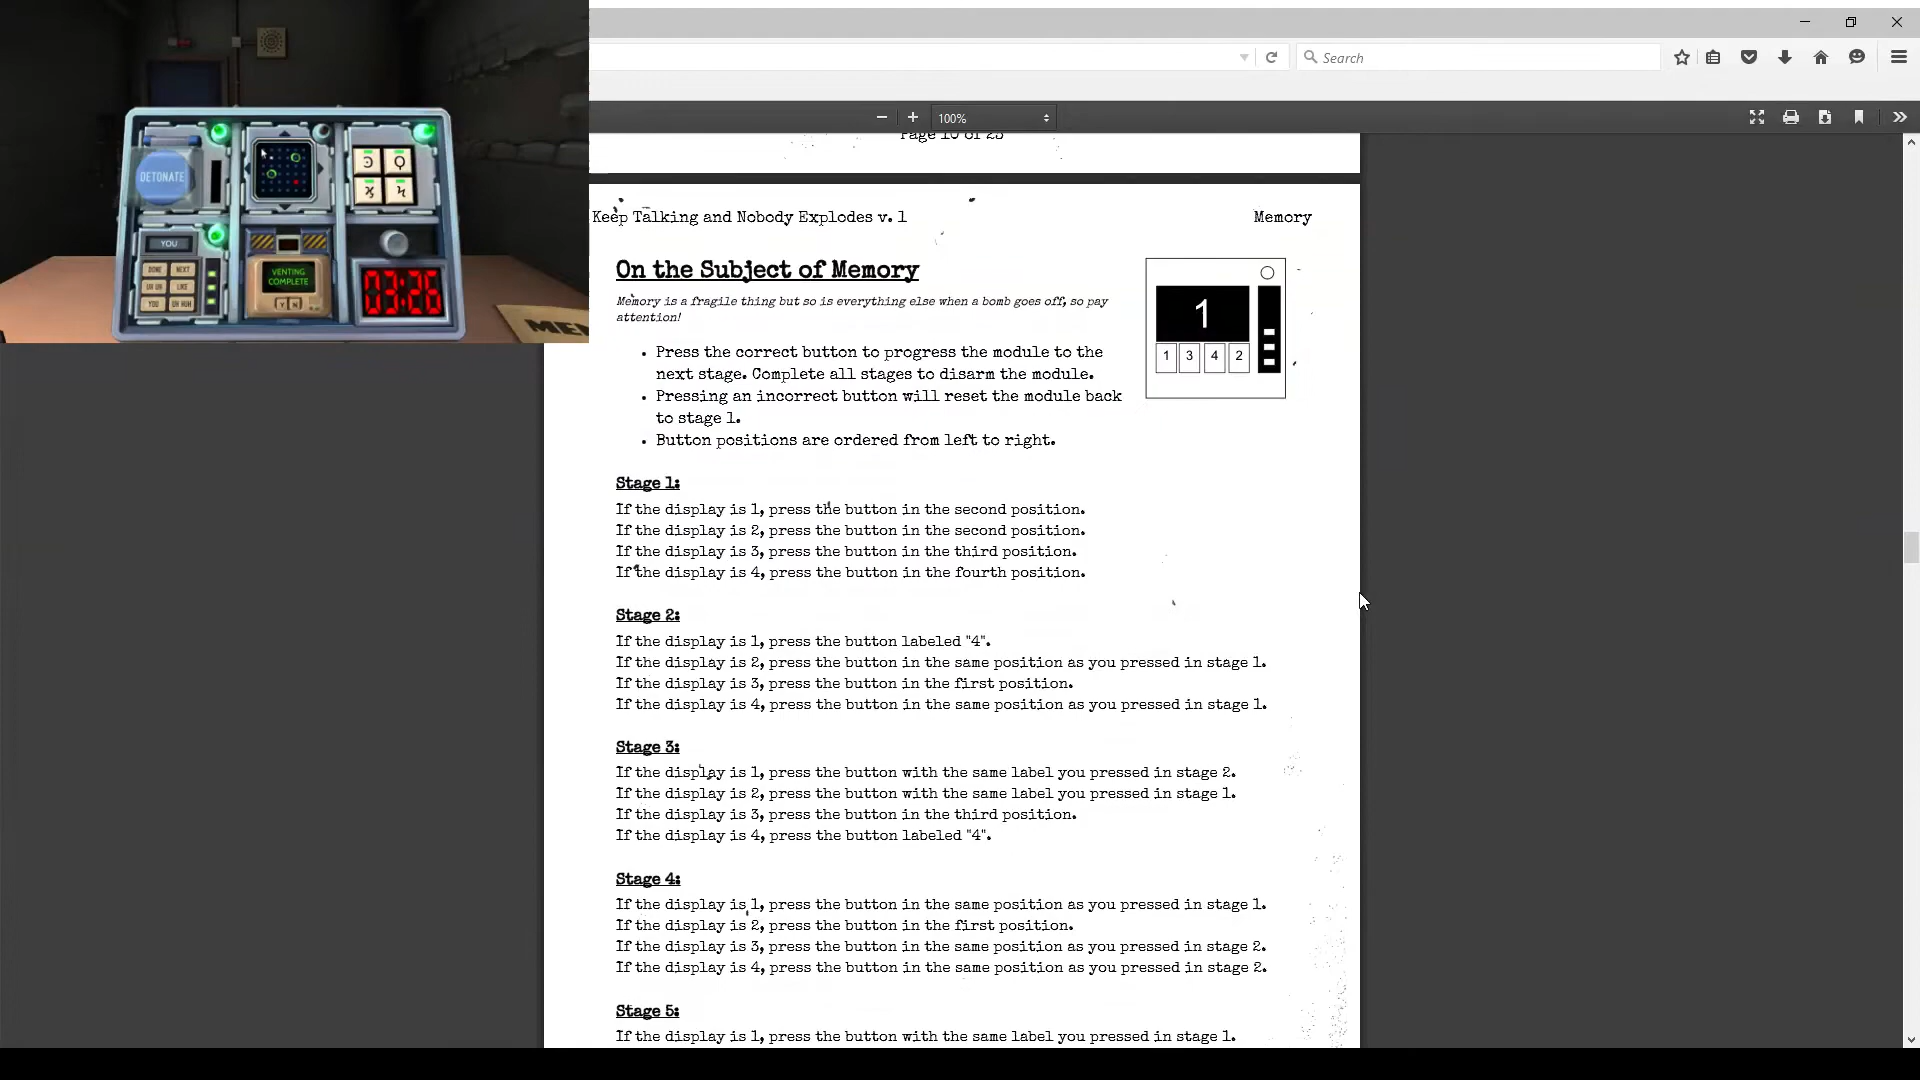 Search
100%
DETONATE
YOU
DONE NEXT
UH UH LIKE
YOU UH HUH
VENTING
COMPLETE
Y N
03:26
Page 10 of 23
Keep Talking and Nobody Explodes v. 1
Memory
On the Subject of Memory
Memory is a fragile thing but so is everything else when a bomb goes off, so pay
attention!
1
1 3 4 2
• Press the correct button to progress the module to the
next stage. Complete all stages to disarm the module.
• Pressing an incorrect button will reset the module back
to stage 1.
• Button positions are ordered from left to right.
Stage 1:
If the display is 1, press the button in the second position.
If the display is 2, press the button in the second position.
If the display is 3, press the button in the third position.
If the display is 4, press the button in the fourth position.
Stage 2:
If the display is 1, press the button labeled "4".
If the display is 2, press the button in the same position as you pressed in stage 1.
If the display is 3, press the button in the first position.
If the display is 4, press the button in the same position as you pressed in stage 1.
Stage 3:
If the display is 1, press the button with the same label you pressed in stage 2.
If the display is 2, press the button with the same label you pressed in stage 1.
If the display is 3, press the button in the third position.
If the display is 4, press the button labeled "4".
Stage 4:
If the display is 1, press the button in the same position as you pressed in stage 1.
If the display is 2, press the button in the first position.
If the display is 3, press the button in the same position as you pressed in stage 2.
If the display is 4, press the button in the same position as you pressed in stage 2.
Stage 5:
If the display is 1, press the button with the same label you pressed in stage 1.